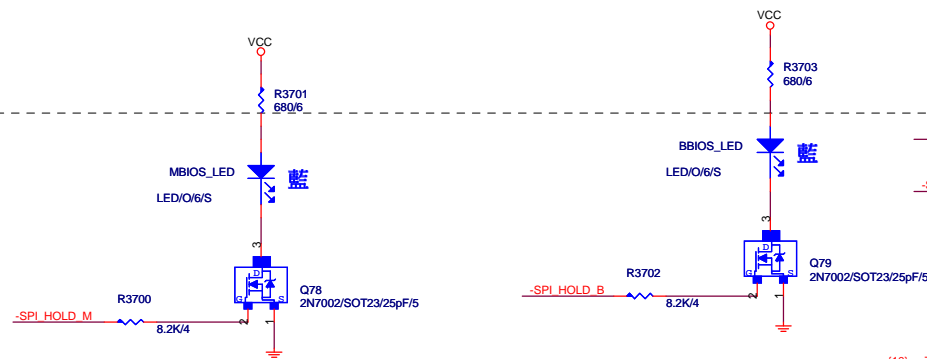 VCC
R3701
680/6
MBIOS_LED
藍
LED/O/6/S
3
D
G
S
Q78
2N7002/SOT23/25pF/5
2
1
R3700
8.2K/4
-SPI_HOLD_M
VCC
R3703
680/6
BBIOS_LED
藍
LED/O/6/S
3
D
G
S
Q79
2N7002/SOT23/25pF/5
2
1
R3702
8.2K/4
-SPI_HOLD_B